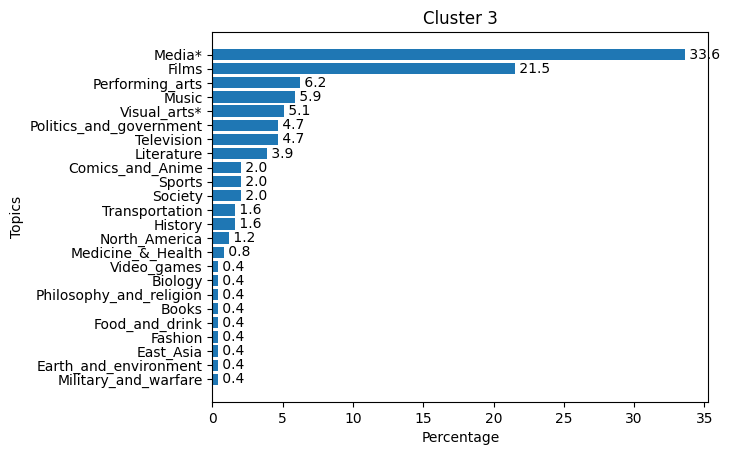 Cluster 3
Topics
Media* 33.6
Films 21.5
Performing_arts 6.2
Music 5.9
Visual_arts* 5.1
Politics_and_government 4.7
Television 4.7
Literature 3.9
Comics_and_Anime 2.0
Sports 2.0
Society 2.0
Transportation 1.6
History 1.6
North_America 1.2
Medicine_&_Health 0.8
Video_games 0.4
Biology 0.4
Philosophy_and_religion 0.4
Books 0.4
Food_and_drink 0.4
Fashion 0.4
East_Asia 0.4
Earth_and_environment 0.4
Military_and_warfare 0.4
0 5 10 15 20 25 30 35
Percentage